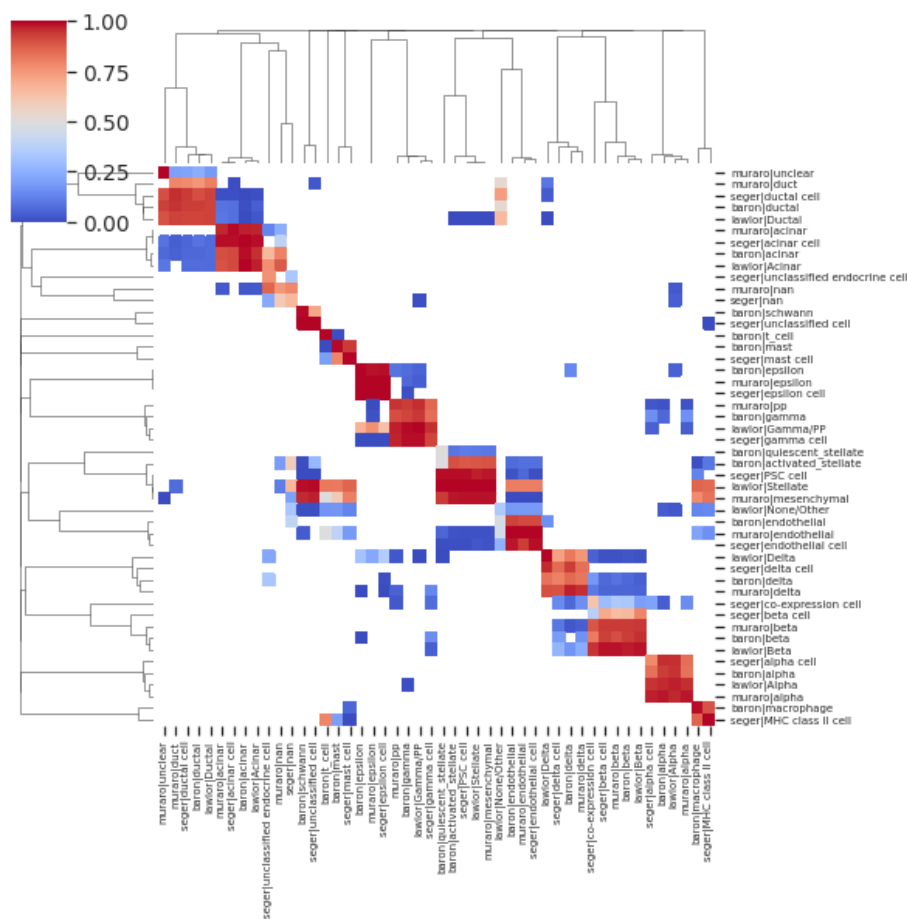 1.00
0.75
0.50
0.25
0.00
muraro|unclear
muraro|duct
seger|ductal cell
baron|ductal
lawlor|Ductal
muraro|acinar
seger|acinar cell
baron|acinar
lawlor|Acinar
seger|unclassified endocrine cell
muraro|nan
seger|nan
baron|schwann
seger|unclassified cell
baron|t_cell
baron|mast
seger|mast cell
baron|epsilon
muraro|epsilon
seger|epsilon cell
muraro|pp
baron|gamma
lawlor|Gamma/PP
seger|gamma cell
baron|quiescent_stellate
baron|activated_stellate
seger|PSC cell
lawlor|Stellate
muraro|mesenchymal
lawlor|None/Other
baron|endothelial
muraro|endothelial
seger|endothelial cell
lawlor|Delta
seger|delta cell
baron|delta
muraro|delta
seger|co-expression cell
seger|beta cell
muraro|beta
baron|beta
lawlor|Beta
seger|alpha cell
baron|alpha
lawlor|Alpha
muraro|alpha
baron|macrophage
seger|MHC class II cell
muraro|unclear
muraro|duct
seger|ductal cell
baron|ductal
lawlor|Ductal
muraro|acinar
seger|acinar cell
baron|acinar
lawlor|Acinar
seger|unclassified endocrine cell
muraro|nan
seger|nan
baron|schwann
seger|unclassified cell
baron|t_cell
baron|mast
seger|mast cell
baron|epsilon
muraro|epsilon
seger|epsilon cell
muraro|pp
baron|gamma
lawlor|Gamma/PP
seger|gamma cell
baron|quiescent_stellate
baron|activated_stellate
seger|PSC cell
lawlor|Stellate
muraro|mesenchymal
lawlor|None/Other
baron|endothelial
muraro|endothelial
seger|endothelial cell
lawlor|Delta
seger|delta cell
baron|delta
muraro|delta
seger|co-expression cell
seger|beta cell
muraro|beta
baron|beta
lawlor|Beta
seger|alpha cell
baron|alpha
lawlor|Alpha
muraro|alpha
baron|macrophage
seger|MHC class II cell